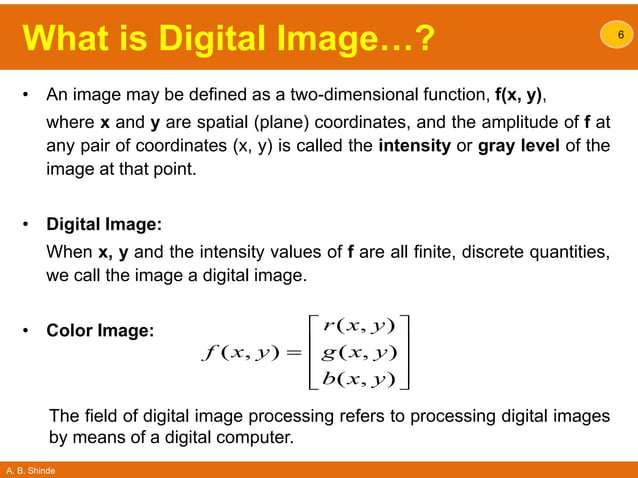 What is Digital Image…?
6
• An image may be defined as a two-dimensional function, f(x, y),
where x and y are spatial (plane) coordinates, and the amplitude of f at
any pair of coordinates (x, y) is called the intensity or gray level of the
image at that point.
• Digital Image:
When x, y and the intensity values of f are all finite, discrete quantities,
we call the image a digital image.
• Color Image:
r(x, y)
f(x, y) = g(x, y)
b(x, y)
The field of digital image processing refers to processing digital images
by means of a digital computer.
A. B. Shinde